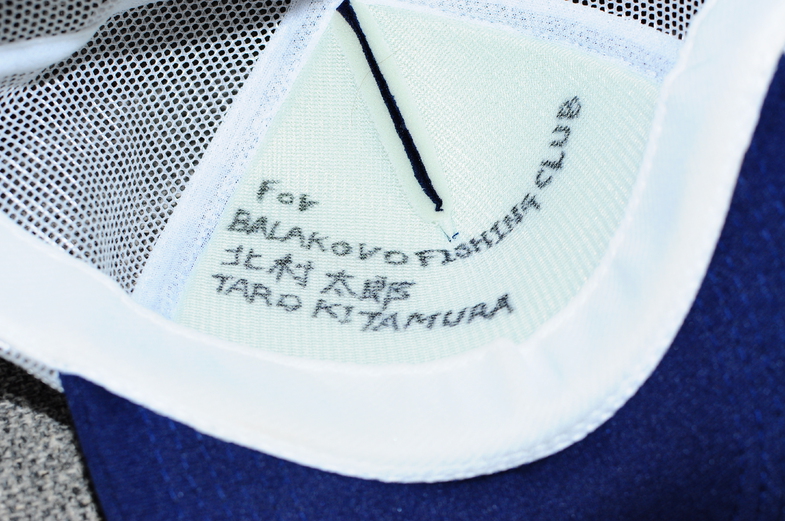 For
BALAKOVO FISHING CLUB
北村 太郎
TARO KITAMURA